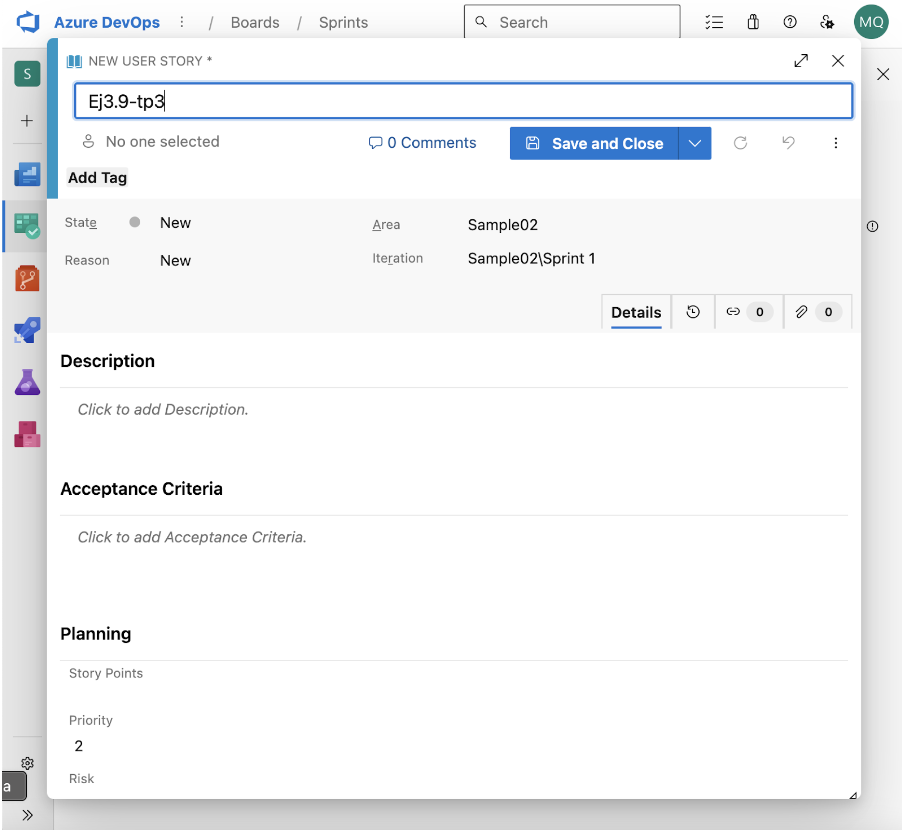 Azure DevOps / Boards / Sprints Search MQ
S
NEW USER STORY *
Ej3.9-tp3
No one selected 0 Comments Save and Close
Add Tag
State New Area Sample02
Reason New Iteration Sample02\Sprint 1
Details 0 0
Description
Click to add Description.
Acceptance Criteria
Click to add Acceptance Criteria.
Planning
Story Points
Priority
2
Risk
a